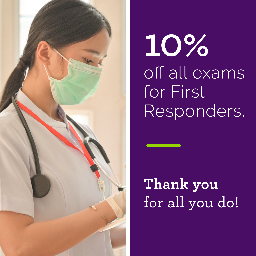 10%
off all exams
for First
Responders.
Thank you
for all you do!